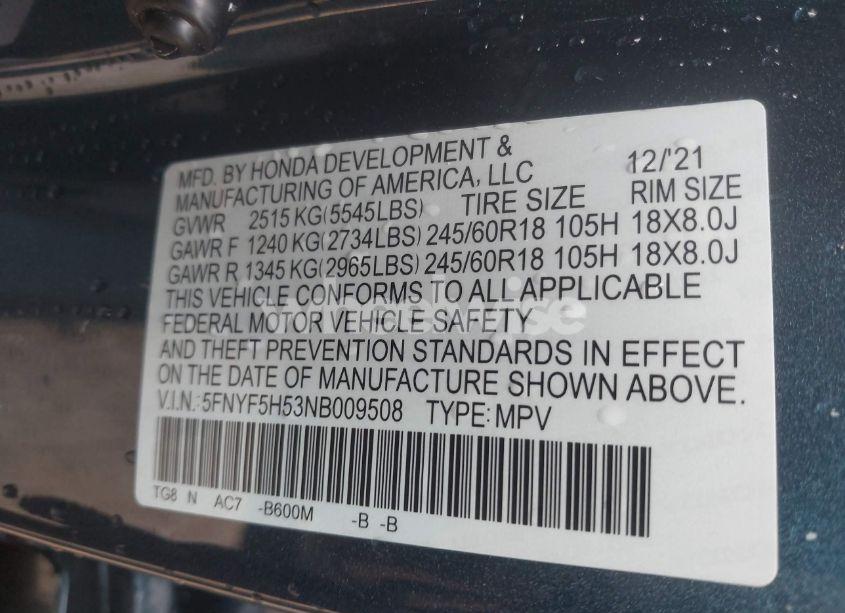 MFD. BY HONDA DEVELOPMENT & 12/'21
MANUFACTURING OF AMERICA, LLC
GVWR 2515 KG(5545LBS) TIRE SIZE RIM SIZE
GAWR F 1240 KG(2734LBS) 245/60R18 105H 18X8.0J
GAWR R 1345 KG(2965LBS) 245/60R18 105H 18X8.0J
THIS VEHICLE CONFORMS TO ALL APPLICABLE
FEDERAL MOTOR VEHICLE SAFETY
AND THEFT PREVENTION STANDARDS IN EFFECT
ON THE DATE OF MANUFACTURE SHOWN ABOVE.
V.I.N.: 5FNYF5H53NB009508 TYPE: MPV
TG8 N AC7 -B600M -B -B